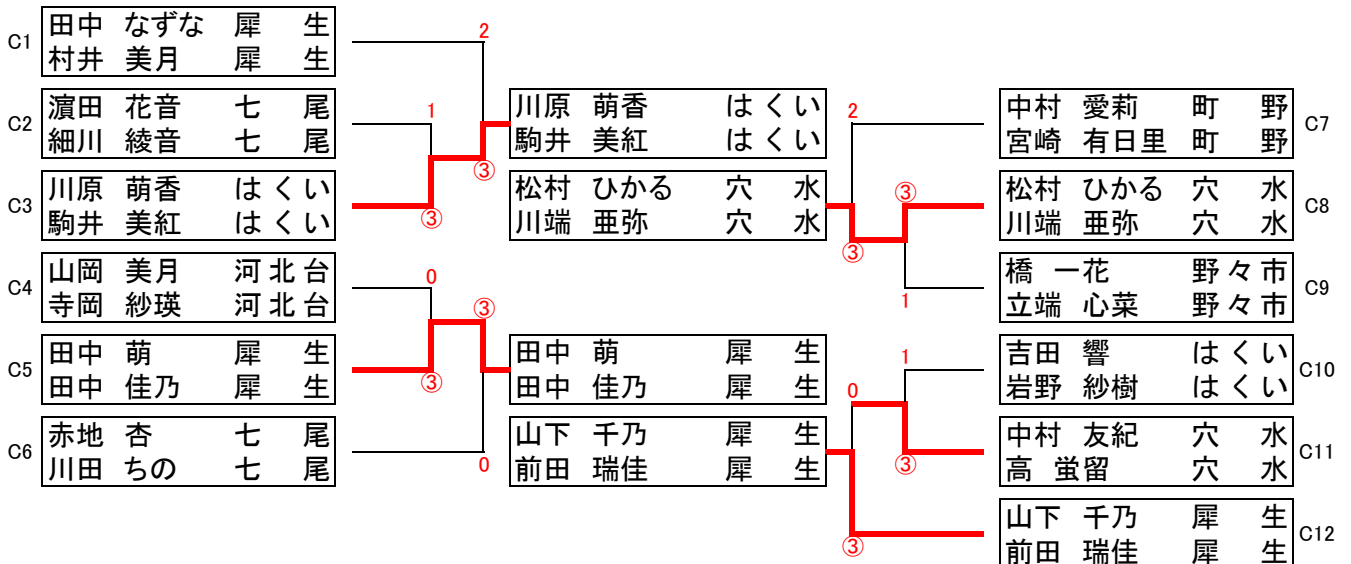 C1 田中 なずな 犀 生
村井 美月 犀 生
2
C2 濵田 花音 七 尾
細川 綾音 七 尾
1
C3 川原 萌香 はくい
駒井 美紅 はくい
③
③
C4 山岡 美月 河北台
寺岡 紗瑛 河北台
0
③
C5 田中 萌 犀 生
田中 佳乃 犀 生
③
C6 赤地 杏 七 尾
川田 ちの 七 尾
0
川原 萌香 はくい
駒井 美紅 はくい
松村 ひかる 穴 水
川端 亜弥 穴 水
田中 萌 犀 生
田中 佳乃 犀 生
山下 千乃 犀 生
前田 瑞佳 犀 生
2
中村 愛莉 町 野 C7
宮崎 有日里 町 野
③
③
松村 ひかる 穴 水 C8
川端 亜弥 穴 水
1
橋 一花 野々市 C9
立端 心菜 野々市
1
吉田 響 はくい C10
岩野 紗樹 はくい
0
③
中村 友紀 穴 水 C11
高 蛍留 穴 水
③
山下 千乃 犀 生 C12
前田 瑞佳 犀 生